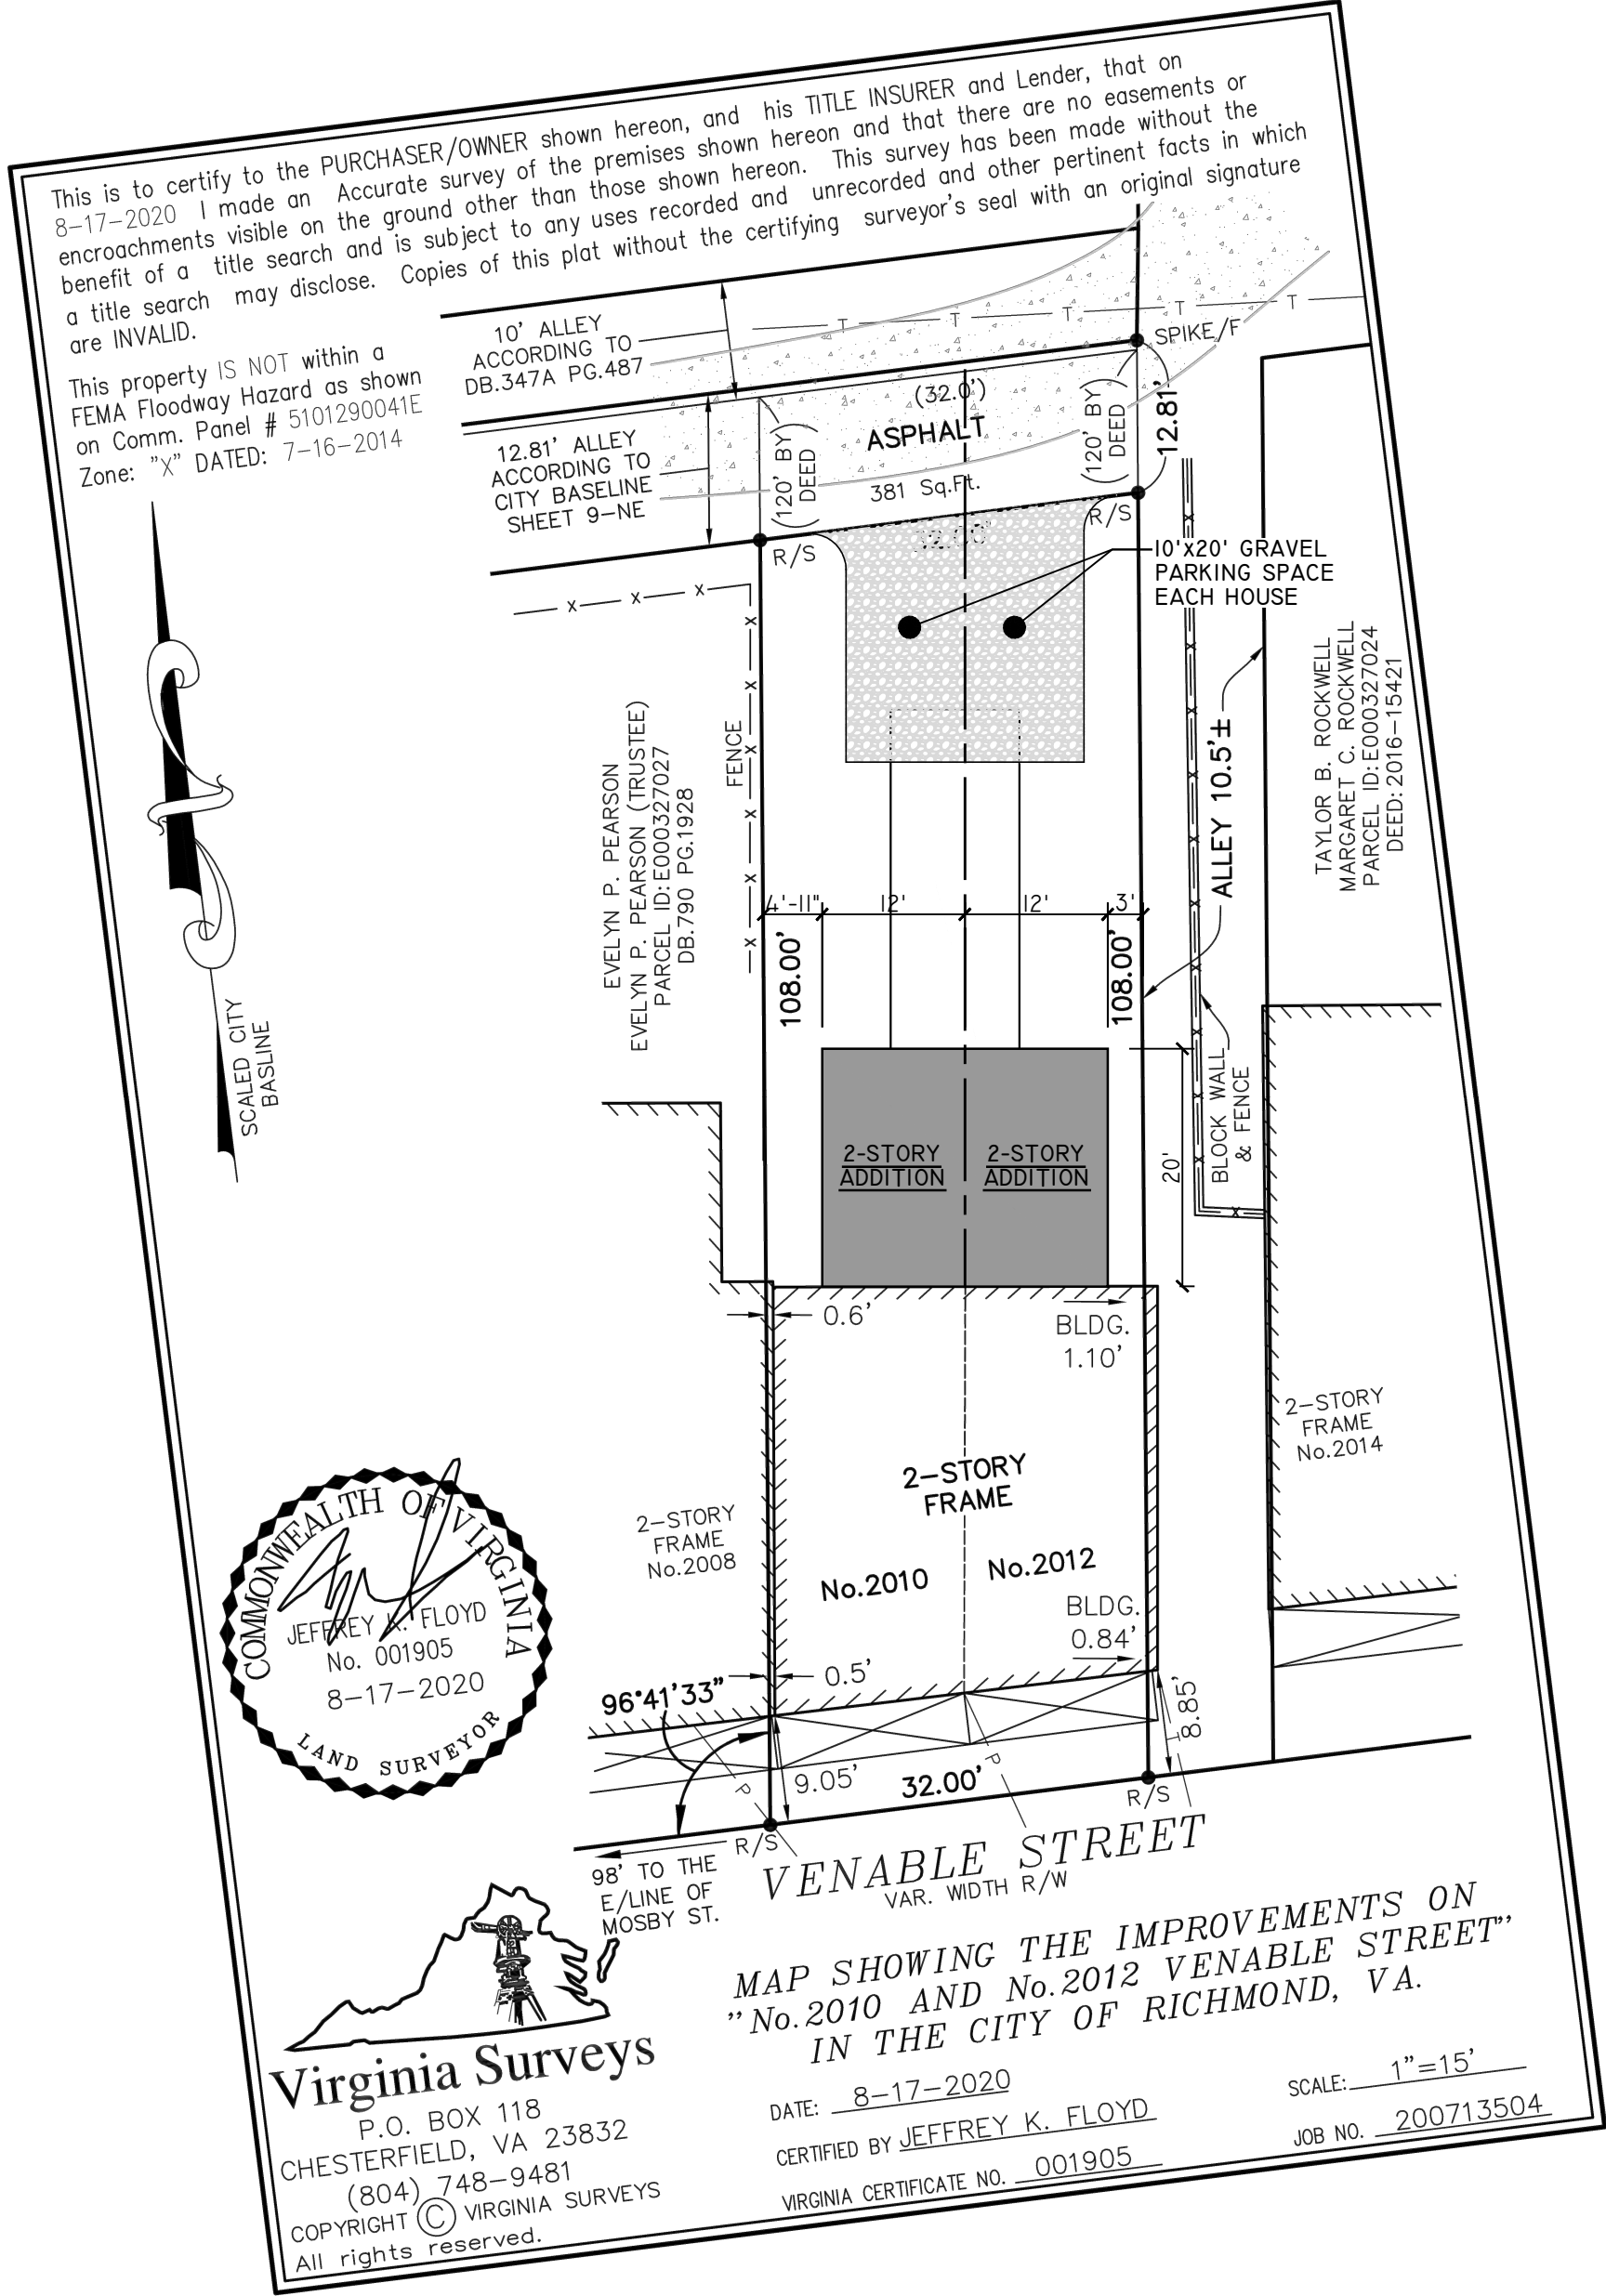 This is to certify to the PURCHASER/OWNER shown hereon, and his TITLE INSURER and Lender, that on
8-17-2020 I made an Accurate survey of the premises shown hereon and that there are no easements or
encroachments visible on the ground other than those shown hereon. This survey has been made without the
benefit of a title search and is subject to any uses recorded and unrecorded and other pertinent facts in which
a title search may disclose. Copies of this plat without the certifying surveyor's seal with an original signature
are INVALID.
This property IS NOT within a
FEMA Floodway Hazard as shown
on Comm. Panel # 5101290041E
Zone: "X" DATED: 7-16-2014
10' ALLEY
ACCORDING TO
DB.347A PG.487
T
T
T
T
T
SPIKE/F
12.81' ALLEY
ACCORDING TO
CITY BASELINE
SHEET 9-NE
(32.0')
ASPHALT
381 Sq.Ft.
(120' BY
DEED)
(120' BY
DEED)
12.81'
R/S
R/S
32.00'
10'x20' GRAVEL
PARKING SPACE
EACH HOUSE
x
x
x
x
x
x
x
x
x
FENCE
EVELYN P. PEARSON
EVELYN P. PEARSON (TRUSTEE)
PARCEL ID:E000327027
DB.790 PG.1928
TAYLOR B. ROCKWELL
MARGARET C. ROCKWELL
PARCEL ID:E000327024
DEED:2016-15421
ALLEY 10.5'±
4'-11"
12'
12'
3'
108.00'
108.00'
SCALED CITY
BASLINE
BLOCK WALL
& FENCE
20'
2-STORY
ADDITION
2-STORY
ADDITION
0.6'
BLDG.
1.10'
2-STORY
FRAME
No.2014
2-STORY
FRAME
No.2008
2-STORY
FRAME
No.2010
No.2012
BLDG.
0.84'
0.5'
96°41'33"
8.85'
9.05'
32.00'
P
P
T
R/S
R/S
98' TO THE
E/LINE OF
MOSBY ST.
VENABLE STREET
VAR. WIDTH R/W
COMMONWEALTH OF VIRGINIA
JEFFREY K. FLOYD
No. 001905
8-17-2020
LAND SURVEYOR
MAP SHOWING THE IMPROVEMENTS ON
"No.2010 AND No.2012 VENABLE STREET"
IN THE CITY OF RICHMOND, VA.
Virginia Surveys
P.O. BOX 118
CHESTERFIELD, VA 23832
(804) 748-9481
COPYRIGHT © VIRGINIA SURVEYS
All rights reserved.
DATE: 8-17-2020
CERTIFIED BY JEFFREY K. FLOYD
VIRGINIA CERTIFICATE NO. 001905
SCALE: 1"=15'
JOB NO. 200713504